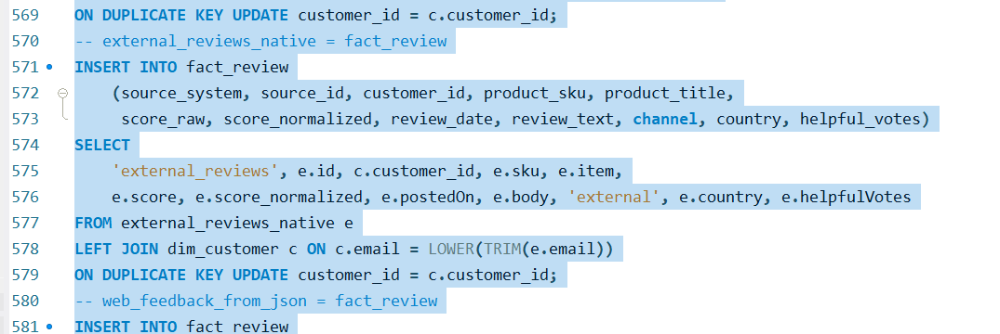 569 ON DUPLICATE KEY UPDATE customer_id = c.customer_id;
570 -- external_reviews_native = fact_review
571 INSERT INTO fact_review
572 (source_system, source_id, customer_id, product_sku, product_title,
573 score_raw, score_normalized, review_date, review_text, channel, country, helpful_votes)
574 SELECT
575 'external_reviews', e.id, c.customer_id, e.sku, e.item,
576 e.score, e.score_normalized, e.postedOn, e.body, 'external', e.country, e.helpfulVotes
577 FROM external_reviews_native e
578 LEFT JOIN dim_customer c ON c.email = LOWER(TRIM(e.email))
579 ON DUPLICATE KEY UPDATE customer_id = c.customer_id;
580 -- web_feedback_from_json = fact_review
581 INSERT INTO fact_review